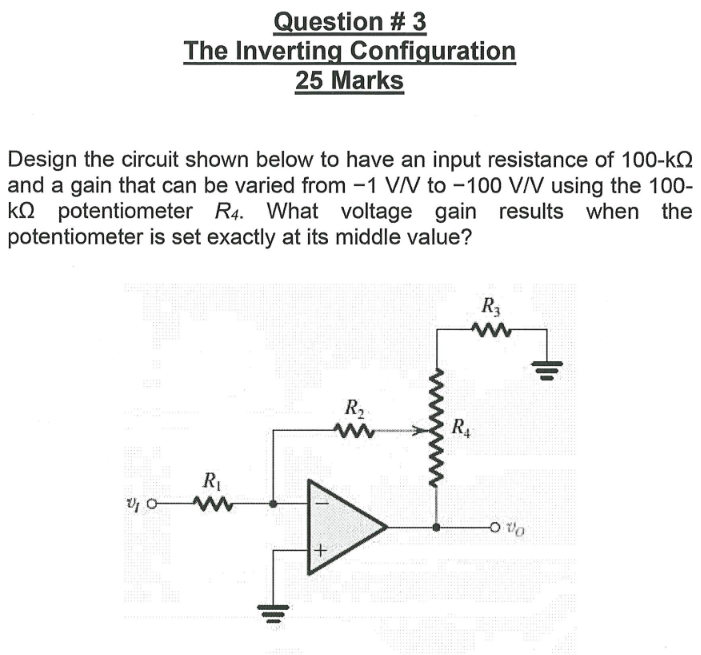 Question # 3
The Inverting Configuration
25 Marks
Design the circuit shown below to have an input resistance of 100-kΩ
and a gain that can be varied from −1 V/V to −100 V/V using the 100-
kΩ potentiometer R4. What voltage gain results when the
potentiometer is set exactly at its middle value?
R3
R2
R4
R1
vI
−
vO
+